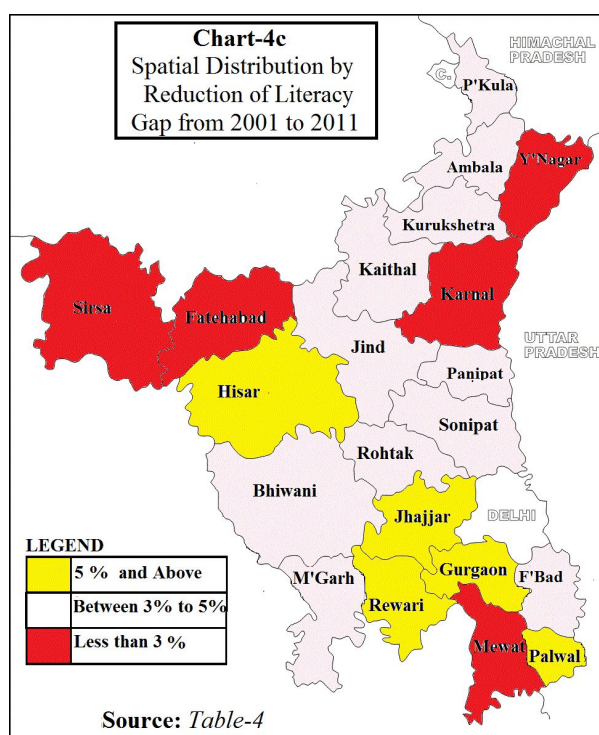 Chart-4c
Spatial Distribution by
Reduction of Literacy
Gap from 2001 to 2011
HIMACHAL
PRADESH
C.
P'Kula
Y'Nagar
Ambala
Kurukshetra
Kaithal
Karnal
Sirsa
Fatehabad
Jind
UTTAR
PRADESH
Panipat
Hisar
Sonipat
Rohtak
Bhiwani
Jhajjar
DELHI
LEGEND
5 % and Above
Between 3% to 5%
Less than 3 %
M'Garh
Gurgaon
F'Bad
Rewari
Mewat
Palwal
Source: Table-4